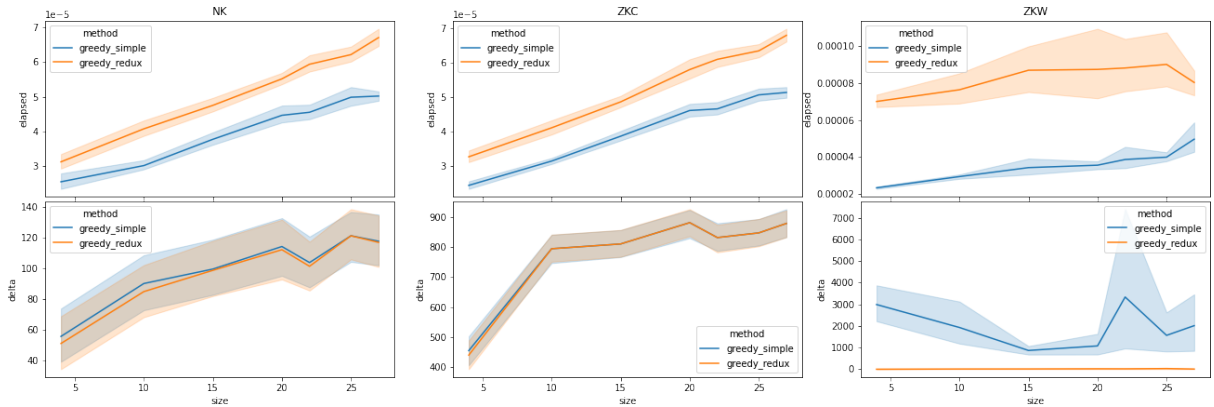 NK
1e−5
7
6
5
4
3
elapsed
method
greedy_simple
greedy_redux
ZKC
1e−5
7
6
5
4
3
elapsed
method
greedy_simple
greedy_redux
ZKW
0.00010
0.00008
0.00006
0.00004
0.00002
elapsed
method
greedy_simple
greedy_redux
140
120
100
80
60
40
delta
method
greedy_simple
greedy_redux
5 10 15 20 25
size
900
800
700
600
500
400
delta
method
greedy_simple
greedy_redux
5 10 15 20 25
size
7000
6000
5000
4000
3000
2000
1000
0
delta
method
greedy_simple
greedy_redux
5 10 15 20 25
size